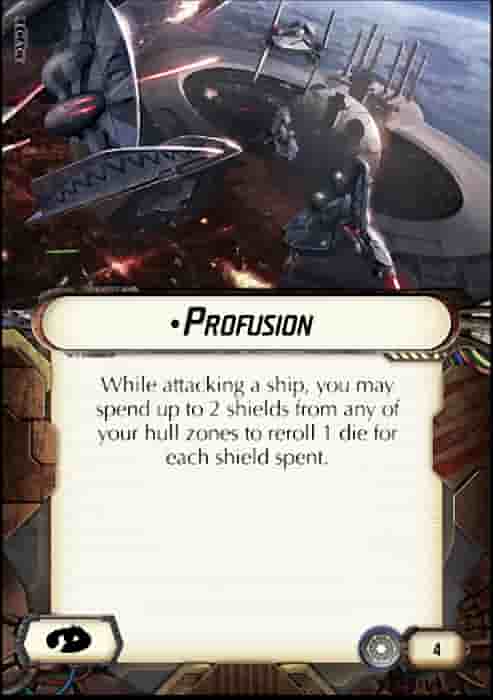 LEGACY
•PROFUSION
While attacking a ship, you may
spend up to 2 shields from any of
your hull zones to reroll 1 die for
each shield spent.
4